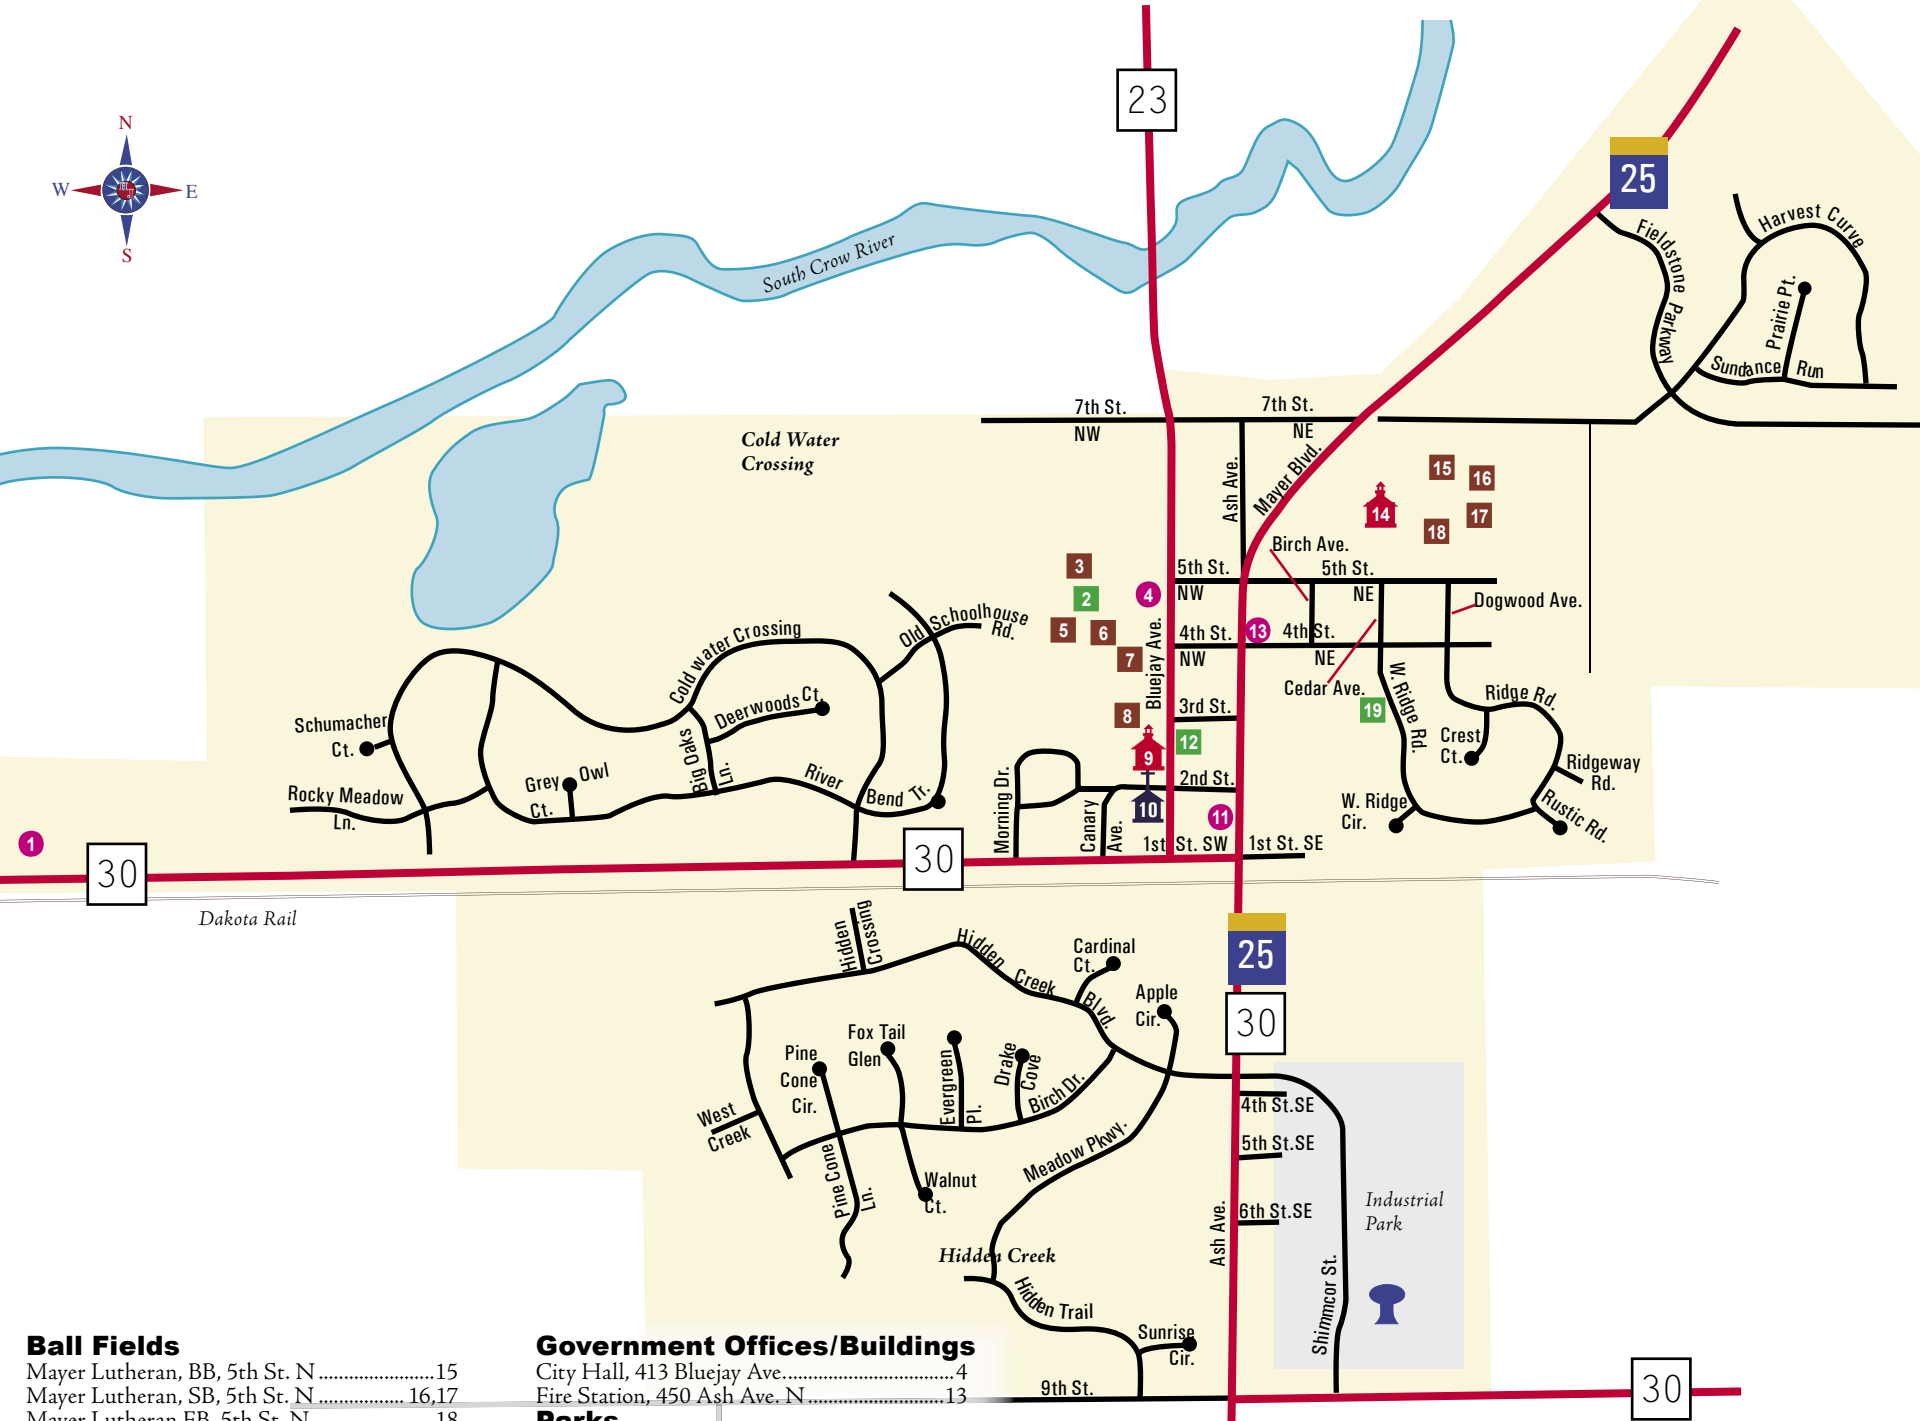 23
25
N
W E
S
Harvest Curve
Fieldstone Parkway
Prairie Pt.
Sundance Run
South Crow River
7th St.
NW
7th St.
NE
Cold Water
Crossing
Ash Ave.
Mayer Blvd.
15
16
14
17
18
Birch Ave.
3
2
4
5th St.
NW
5th St.
NE
Dogwood Ave.
5
6
7
Bluejay Ave.
4th St.
NW
13
4th St.
NE
Old Schoolhouse
Rd.
Cold water Crossing
Cedar Ave.
W. Ridge Rd.
Ridge Rd.
Deerwoods Ct.
Schumacher
Ct.
8
3rd St.
19
12
9
Crest
Ct.
Ridgeway
Rd.
Big Oaks
Ln.
Grey Owl
Ct.
River Bend Tr.
Rocky Meadow
Ln.
Morning Dr.
Canary
Ave.
10
2nd St.
11
W. Ridge
Cir.
Rustic Rd.
1
1st St. SW
1st St. SE
30
30
Dakota Rail
Hidden
Crossing
Hidden Creek Blvd.
Cardinal
Ct.
25
Apple
Cir.
30
Fox Tail
Glen
Pine
Cone
Cir.
Evergreen
Pl.
Drake
Cove
Birch Dr.
West
Creek
4th St.SE
5th St.SE
Meadow Pkwy.
Pine Cone
Ln.
Walnut
Ct.
6th St.SE
Industrial
Park
Ash Ave.
Hidden Creek
Shimmcor St.
Hidden Trail
Sunrise
Cir.
9th St.
30
Ball Fields
Mayer Lutheran, BB, 5th St. N.......................15
Mayer Lutheran, SB, 5th St. N................. 16,17
Mayer Lutheran FB, 5th St. N 18
Government Offices/Buildings
City Hall, 413 Bluejay Ave..................................4
Fire Station, 450 Ash Ave. N...........................13
Parks